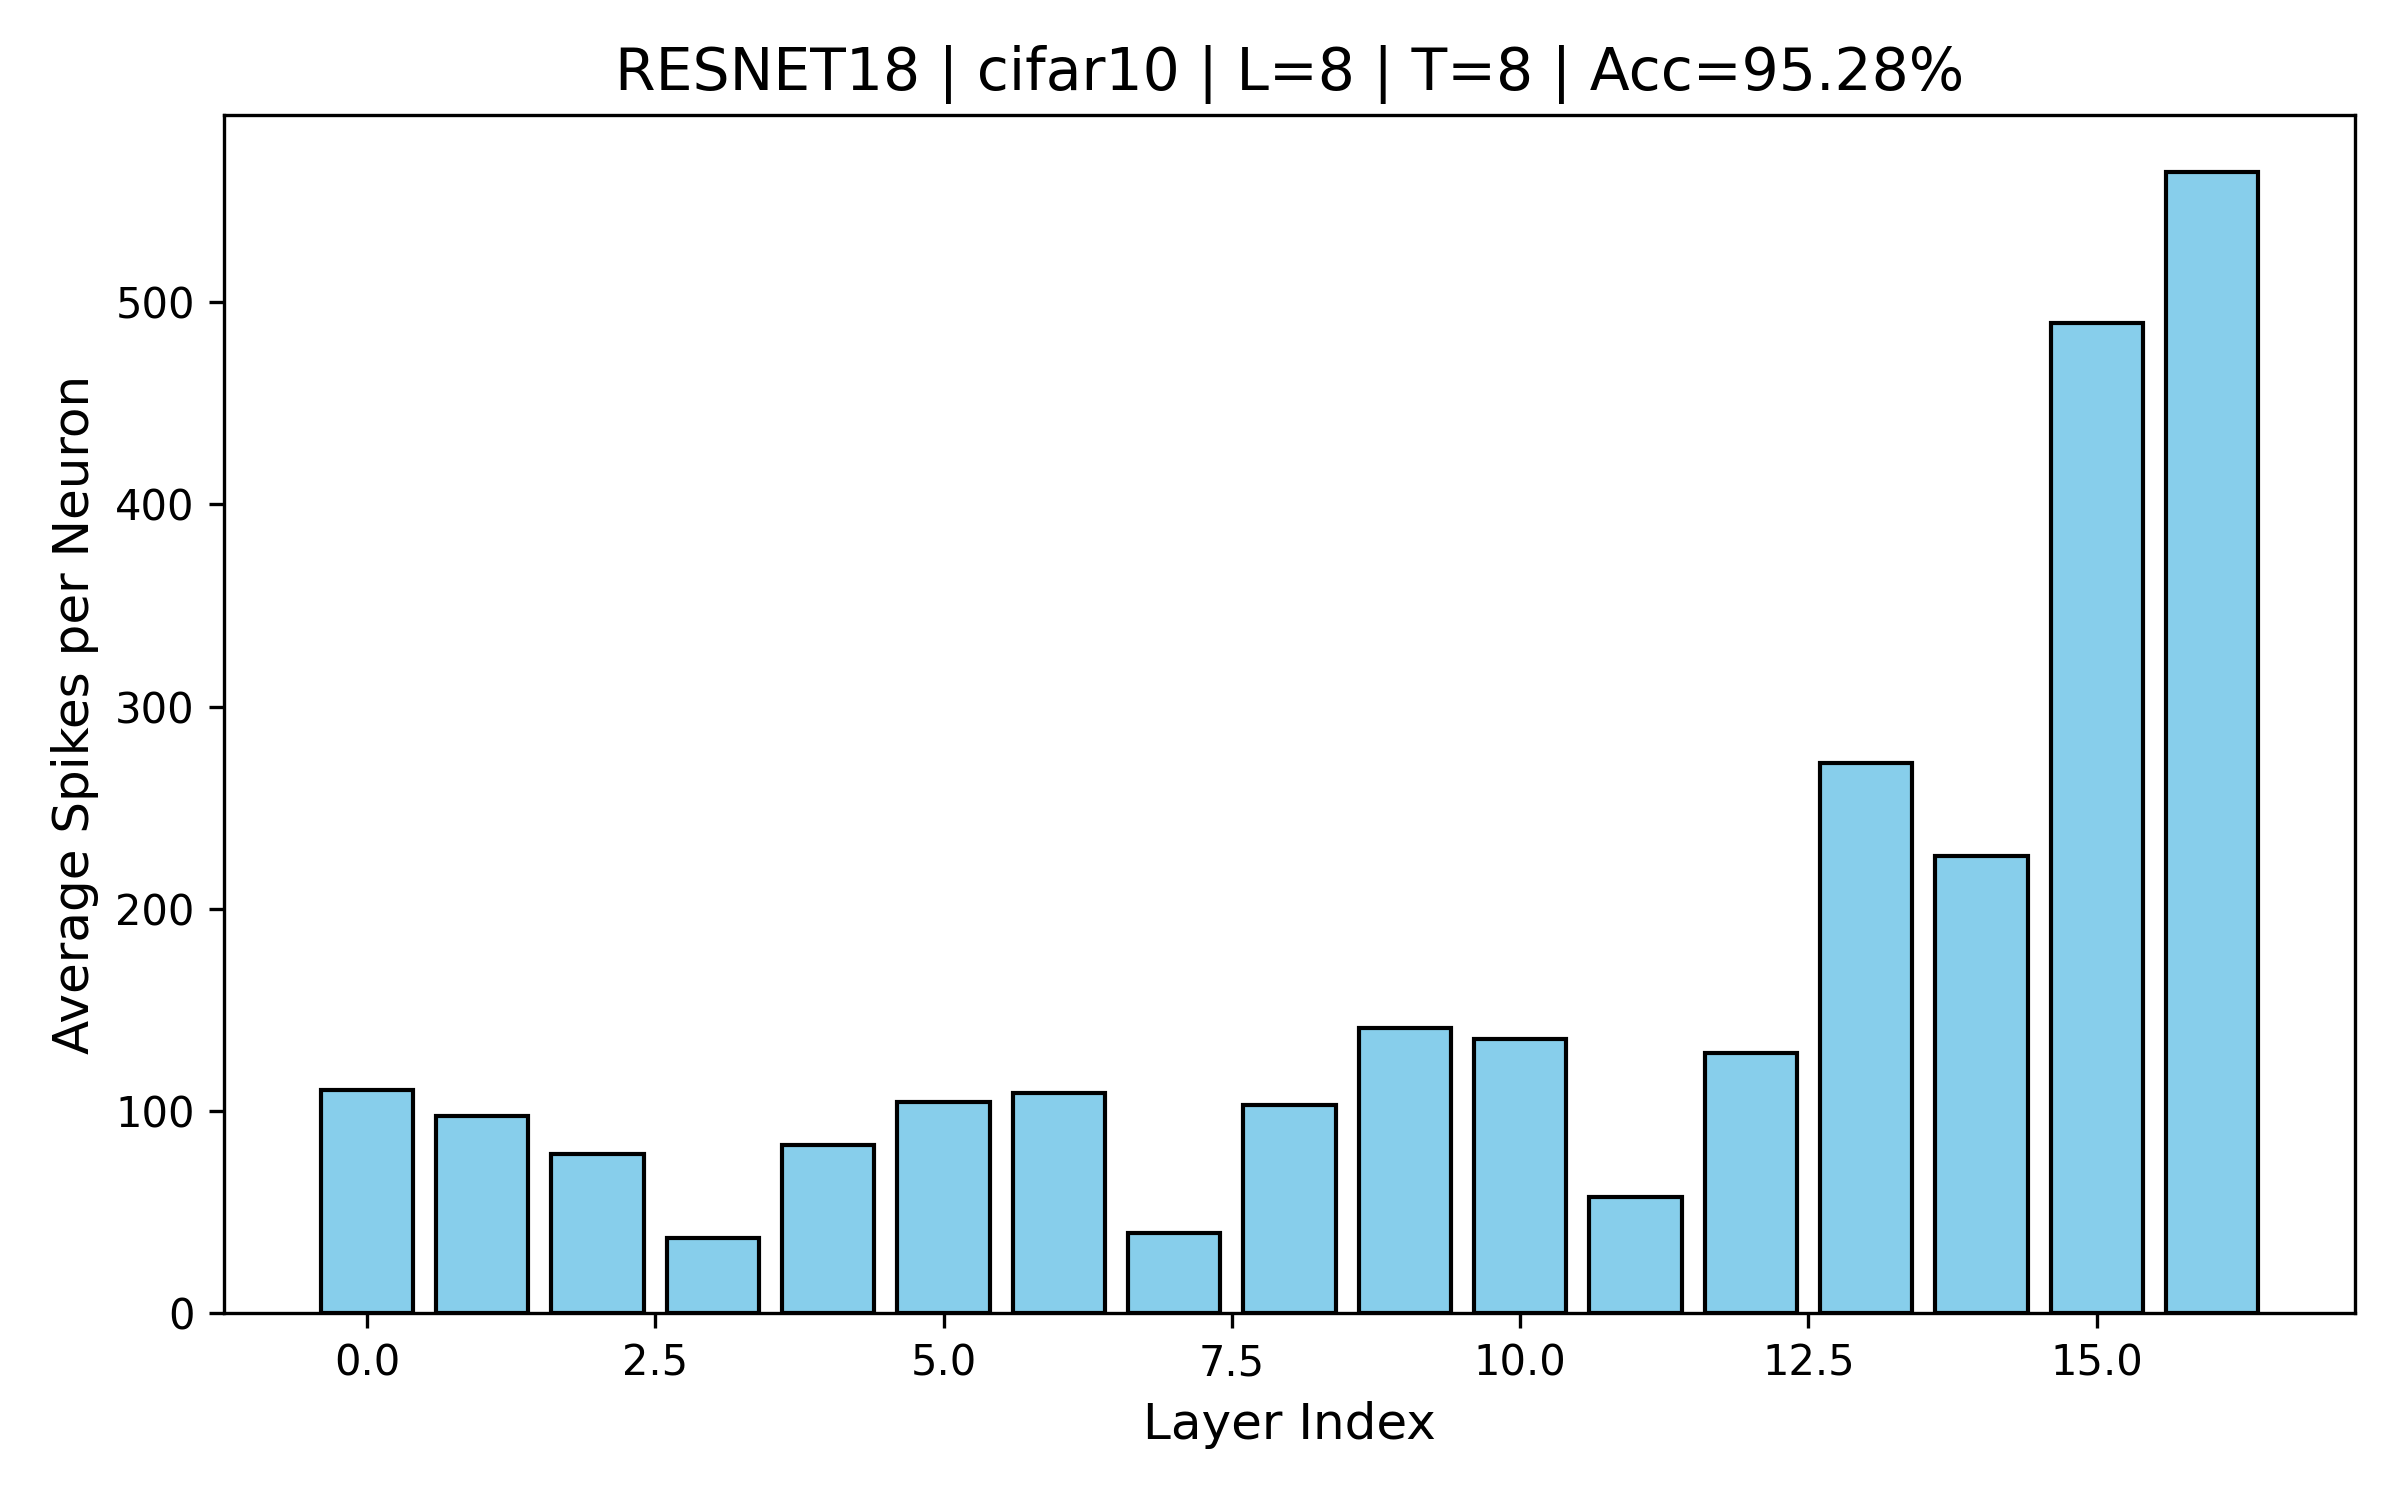 RESNET18 | cifar10 | L=8 | T=8 | Acc=95.28%
Average Spikes per Neuron
500
400
300
200
100
0
0.0 2.5 5.0 7.5 10.0 12.5 15.0
Layer Index